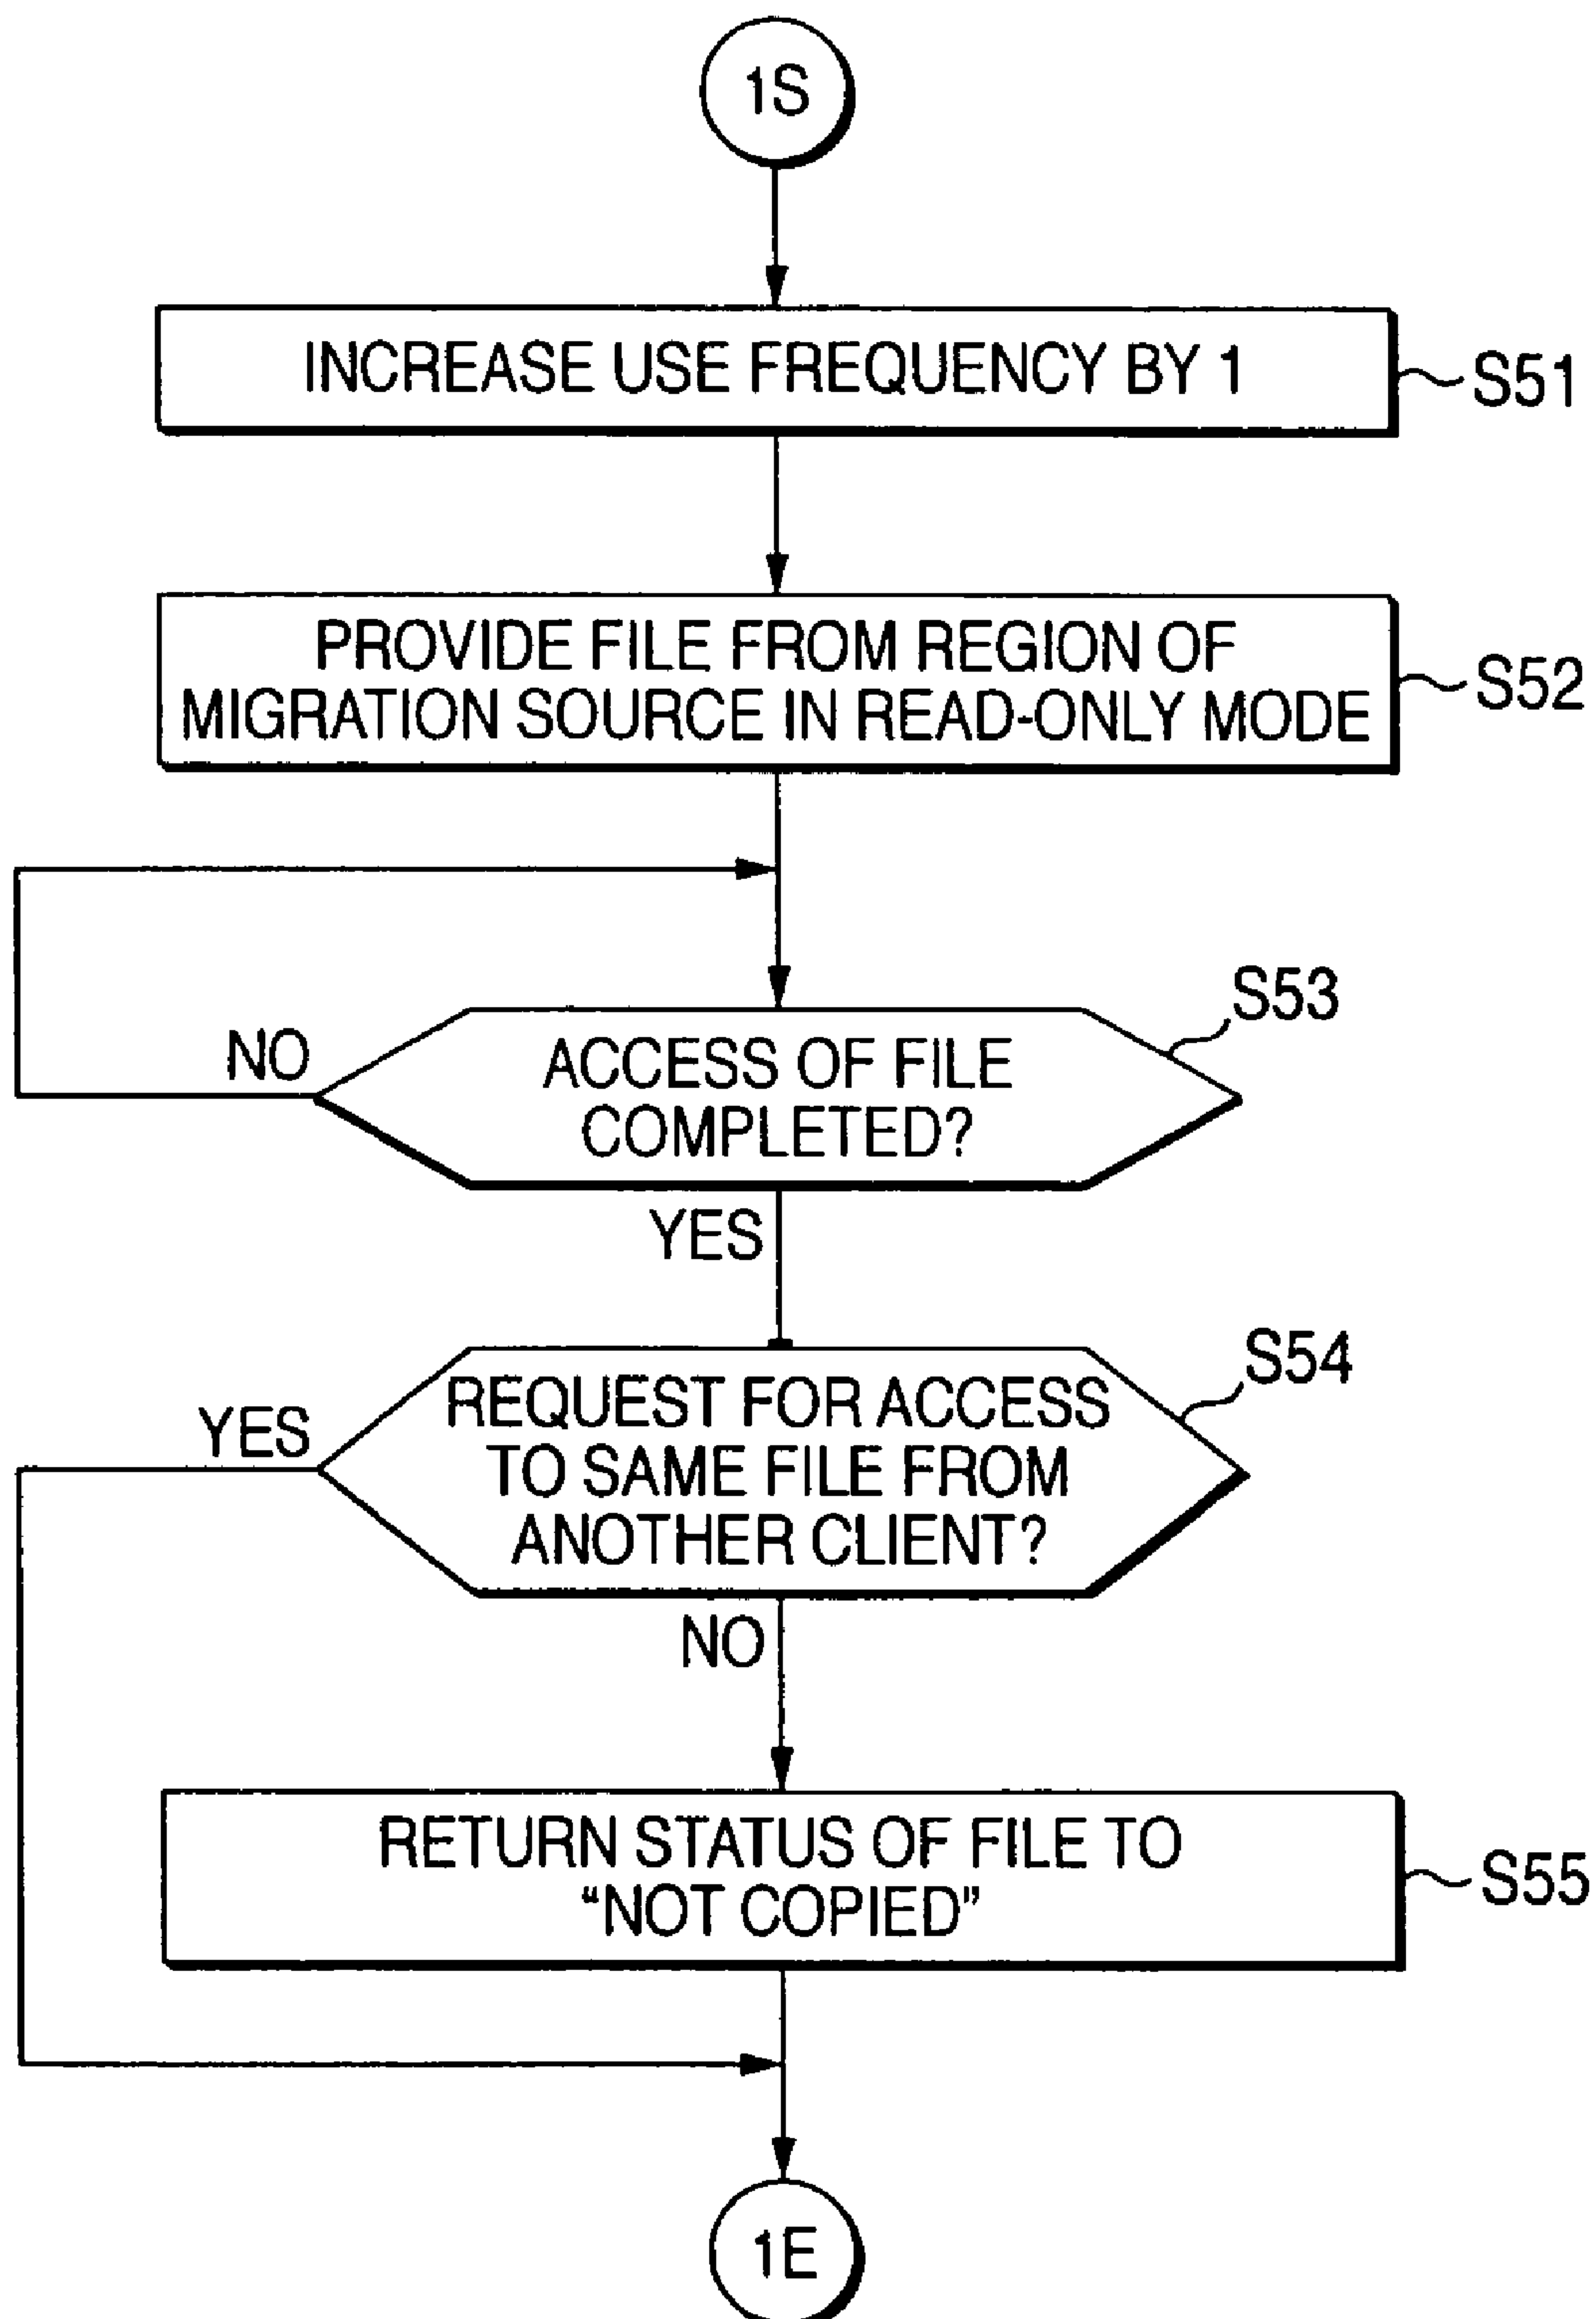 1S
INCREASE USE FREQUENCY BY 1
S51
PROVIDE FILE FROM REGION OF
MIGRATION SOURCE IN READ-ONLY MODE
S52
S53
NO
ACCESS OF FILE
COMPLETED?
YES
S54
YES
REQUEST FOR ACCESS
TO SAME FILE FROM
ANOTHER CLIENT?
NO
RETURN STATUS OF FILE TO
“NOT COPIED”
S55
1E